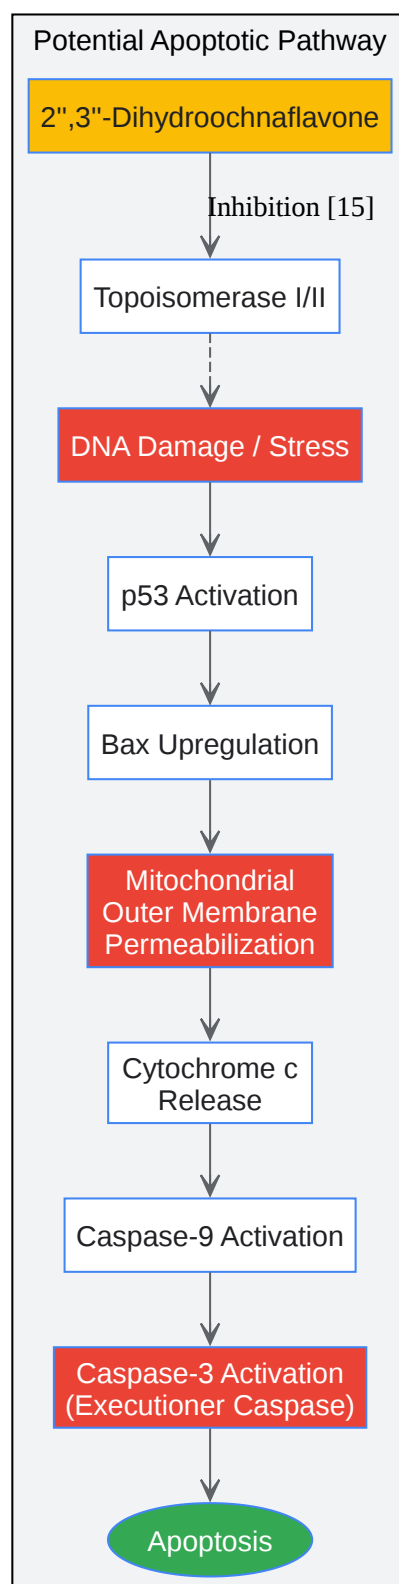 Potential Apoptotic Pathway
2",3"-Dihydroochnaflavone
Inhibition [15]
Topoisomerase I/II
DNA Damage / Stress
p53 Activation
Bax Upregulation
Mitochondrial
Outer Membrane
Permeabilization
Cytochrome c
Release
Caspase-9 Activation
Caspase-3 Activation
(Executioner Caspase)
Apoptosis